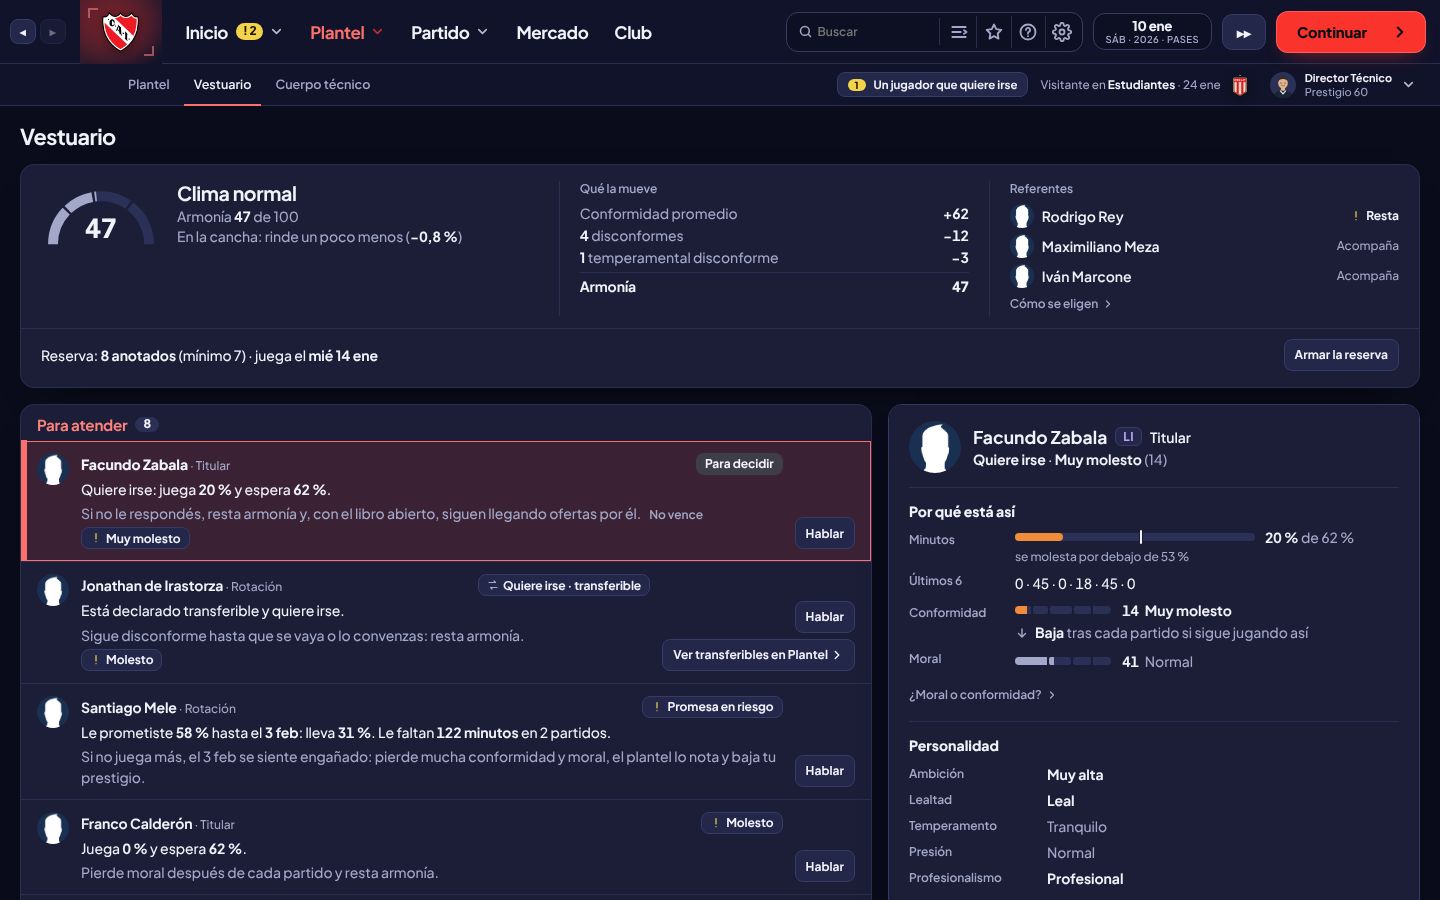 Inicio !2
Plantel
Partido
Mercado
Club
Buscar
10 ene
SÁB · 2026 · PASES
Continuar
Plantel
Vestuario
Cuerpo técnico
1 Un jugador que quiere irse
Visitante en Estudiantes · 24 ene
Director Técnico
Prestigio 60
Vestuario
47
Clima normal
Armonía 47 de 100
En la cancha: rinde un poco menos (−0,8 %)
Qué la mueve
Conformidad promedio +62
4 disconformes −12
1 temperamental disconforme −3
Armonía 47
Referentes
Rodrigo Rey ! Resta
Maximiliano Meza Acompaña
Iván Marcone Acompaña
Cómo se eligen
Reserva: 8 anotados (mínimo 7) · juega el mié 14 ene
Armar la reserva
Para atender 8
Facundo Zabala · Titular Para decidir
Quiere irse: juega 20 % y espera 62 %.
Si no le respondés, resta armonía y, con el libro abierto, siguen llegando ofertas por él. No vence
! Muy molesto
Hablar
Jonathan de Irastorza · Rotación Quiere irse · transferible
Está declarado transferible y quiere irse.
Sigue disconforme hasta que se vaya o lo convenzas: resta armonía.
! Molesto
Hablar
Ver transferibles en Plantel
Santiago Mele · Rotación ! Promesa en riesgo
Le prometiste 58 % hasta el 3 feb: lleva 31 %. Le faltan 122 minutos en 2 partidos.
Si no juega más, el 3 feb se siente engañado: pierde mucha conformidad y moral, el plantel lo nota y baja tu
prestigio.
Hablar
Franco Calderón · Titular ! Molesto
Juega 0 % y espera 62 %.
Pierde moral después de cada partido y resta armonía.
Hablar
Facundo Zabala LI Titular
Quiere irse · Muy molesto (14)
Por qué está así
Minutos 20 % de 62 %
se molesta por debajo de 53 %
Últimos 6 0 · 45 · 0 · 18 · 45 · 0
Conformidad 14 Muy molesto
↓ Baja tras cada partido si sigue jugando así
Moral 41 Normal
¿Moral o conformidad?
Personalidad
Ambición Muy alta
Lealtad Leal
Temperamento Tranquilo
Presión Normal
Profesionalismo Profesional